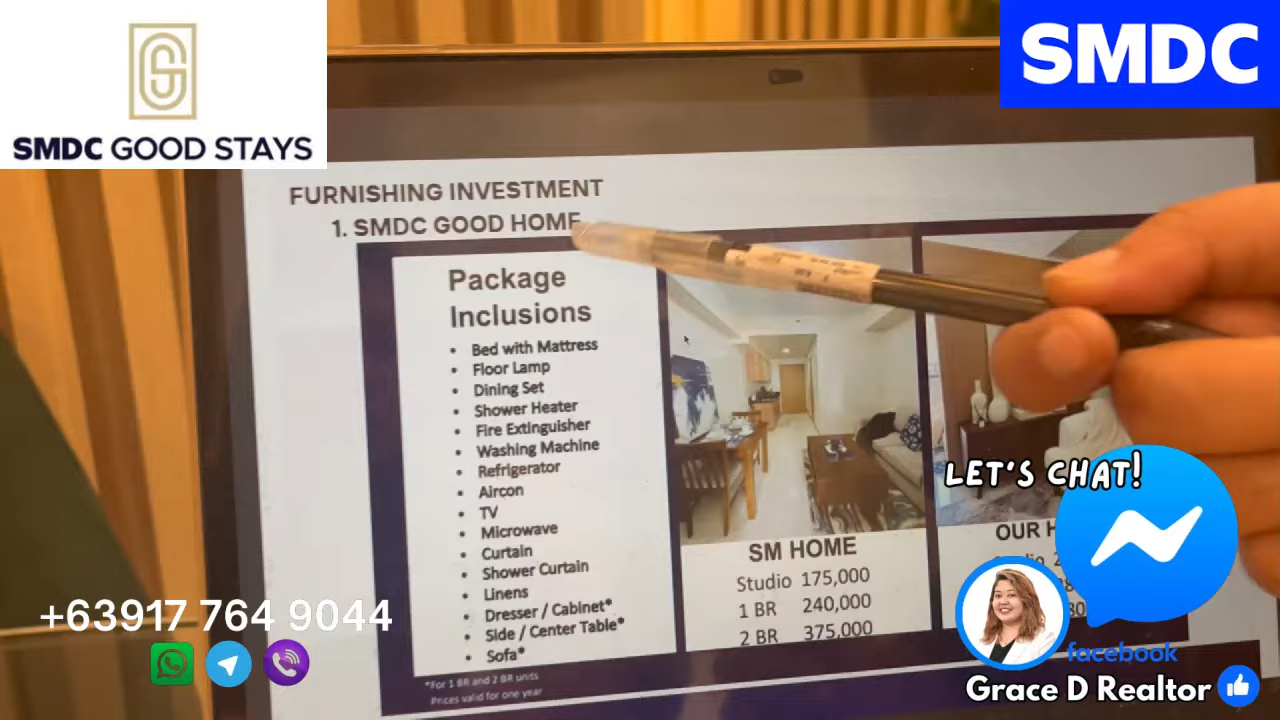 SMDC GOOD STAYS
SMDC
FURNISHING INVESTMENT
1. SMDC GOOD HOME
Package
Inclusions
• Bed with Mattress
• Floor Lamp
• Dining Set
• Shower Heater
• Fire Extinguisher
• Washing Machine
• Refrigerator
• Aircon
• TV
• Microwave
• Curtain
• Shower Curtain
• Linens
• Dresser / Cabinet*
• Side / Center Table*
• Sofa*
*For 1 BR and 2 BR units
Prices valid for one year
SM HOME
Studio 175,000
1 BR 240,000
2 BR 375,000
OUR
LET'S CHAT!
+63917 764 9044
facebook
Grace D Realtor